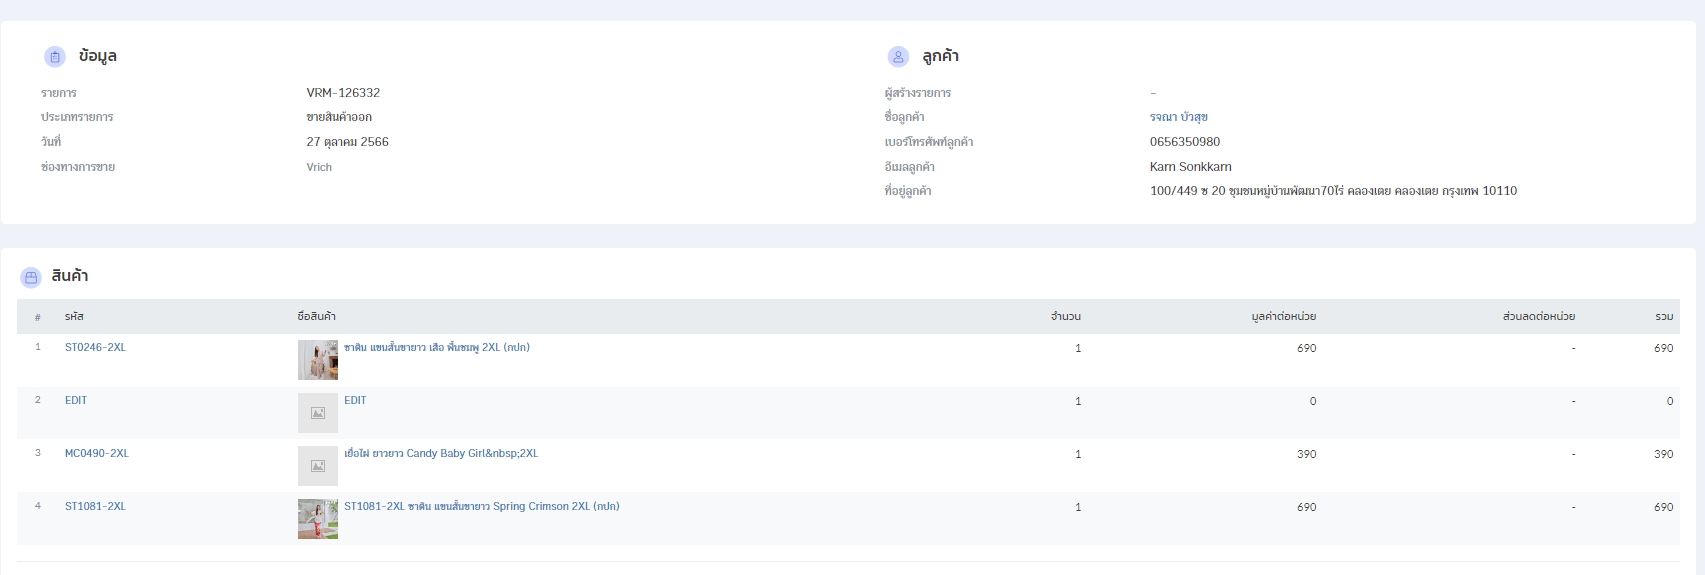 ข้อมูล
รายการ VRM-126332
ประเภทรายการ ขายสินค้าออก
วันที่ 27 ตุลาคม 2566
ช่องทางการขาย Vrich
ลูกค้า
ผู้สร้างรายการ -
ชื่อลูกค้า รจณา บัวสุข
เบอร์โทรศัพท์ลูกค้า 0656350980
อีเมลลูกค้า Karn Sonkkarn
ที่อยู่ลูกค้า 100/449 ซ 20 ชุมชนหมู่บ้านพัฒนา70ไร่ คลองเตย คลองเตย กรุงเทพ 10110
สินค้า
# รหัส ชื่อสินค้า จำนวน มูลค่าต่อหน่วย ส่วนลดต่อหน่วย รวม
1 ST0246-2XL ซาติน แขนสั้นขายาว เสือ พื้นชมพู 2XL (กปก) 1 690 - 690
2 EDIT EDIT 1 0 - 0
3 MC0490-2XL เยื่อไผ่ ยาวยาว Candy Baby Girl&nbsp;2XL 1 390 - 390
4 ST1081-2XL ST1081-2XL ซาติน แขนสั้นขายาว Spring Crimson 2XL (กปก) 1 690 - 690